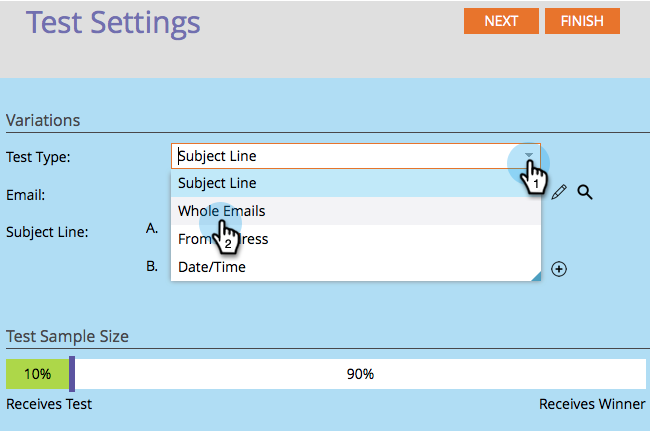 Test Settings
NEXT
FINISH
Variations
Test Type:
Subject Line
1
Subject Line
Email:
Whole Emails
2
Subject Line:
A.
From ress
B.
Date/Time
Test Sample Size
10%
90%
Receives Test
Receives Winner